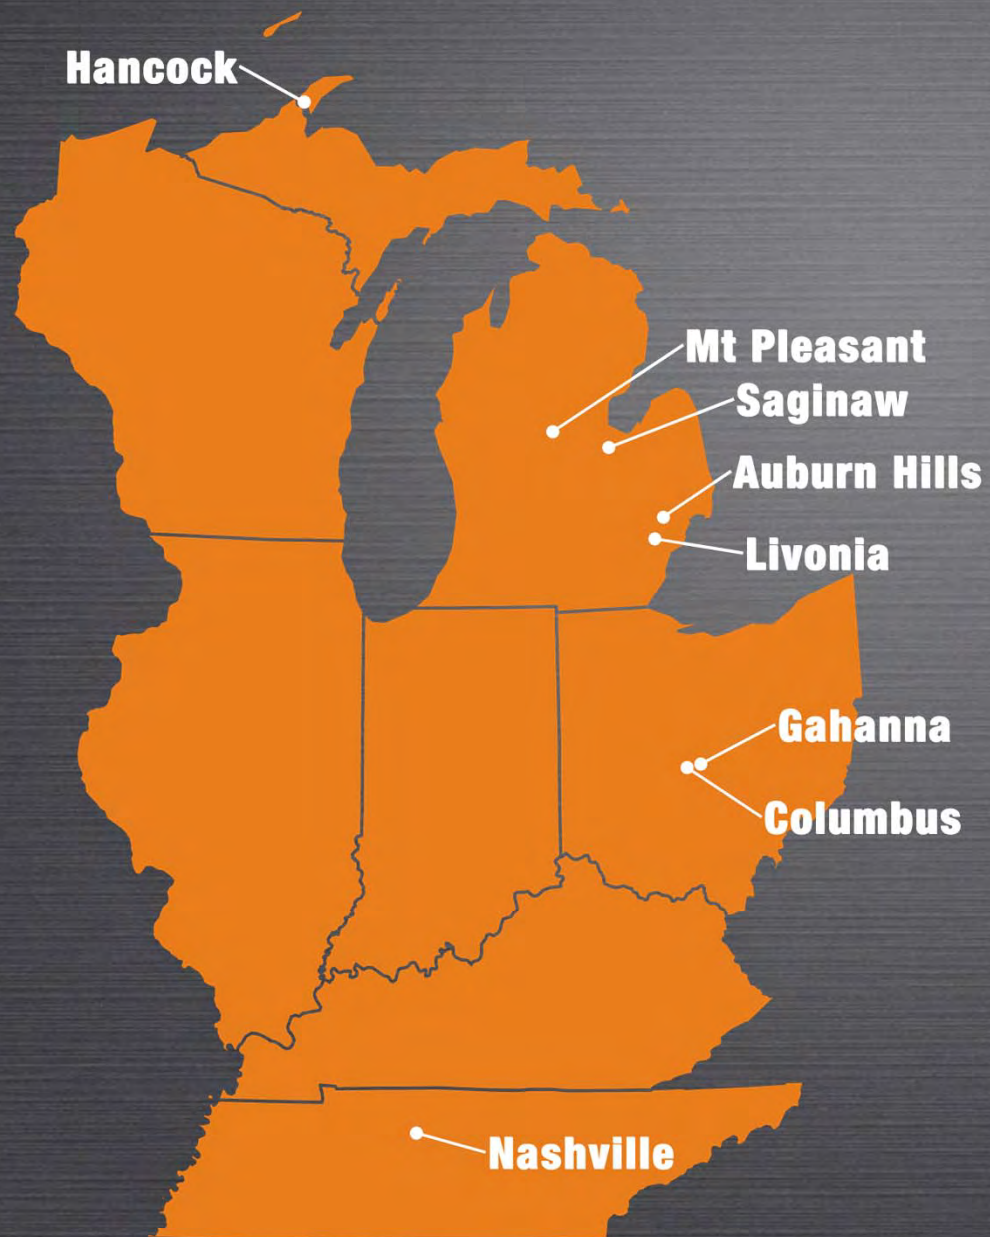 Hancock
Mt Pleasant
Saginaw
Auburn Hills
Livonia
Gahanna
Columbus
Nashville